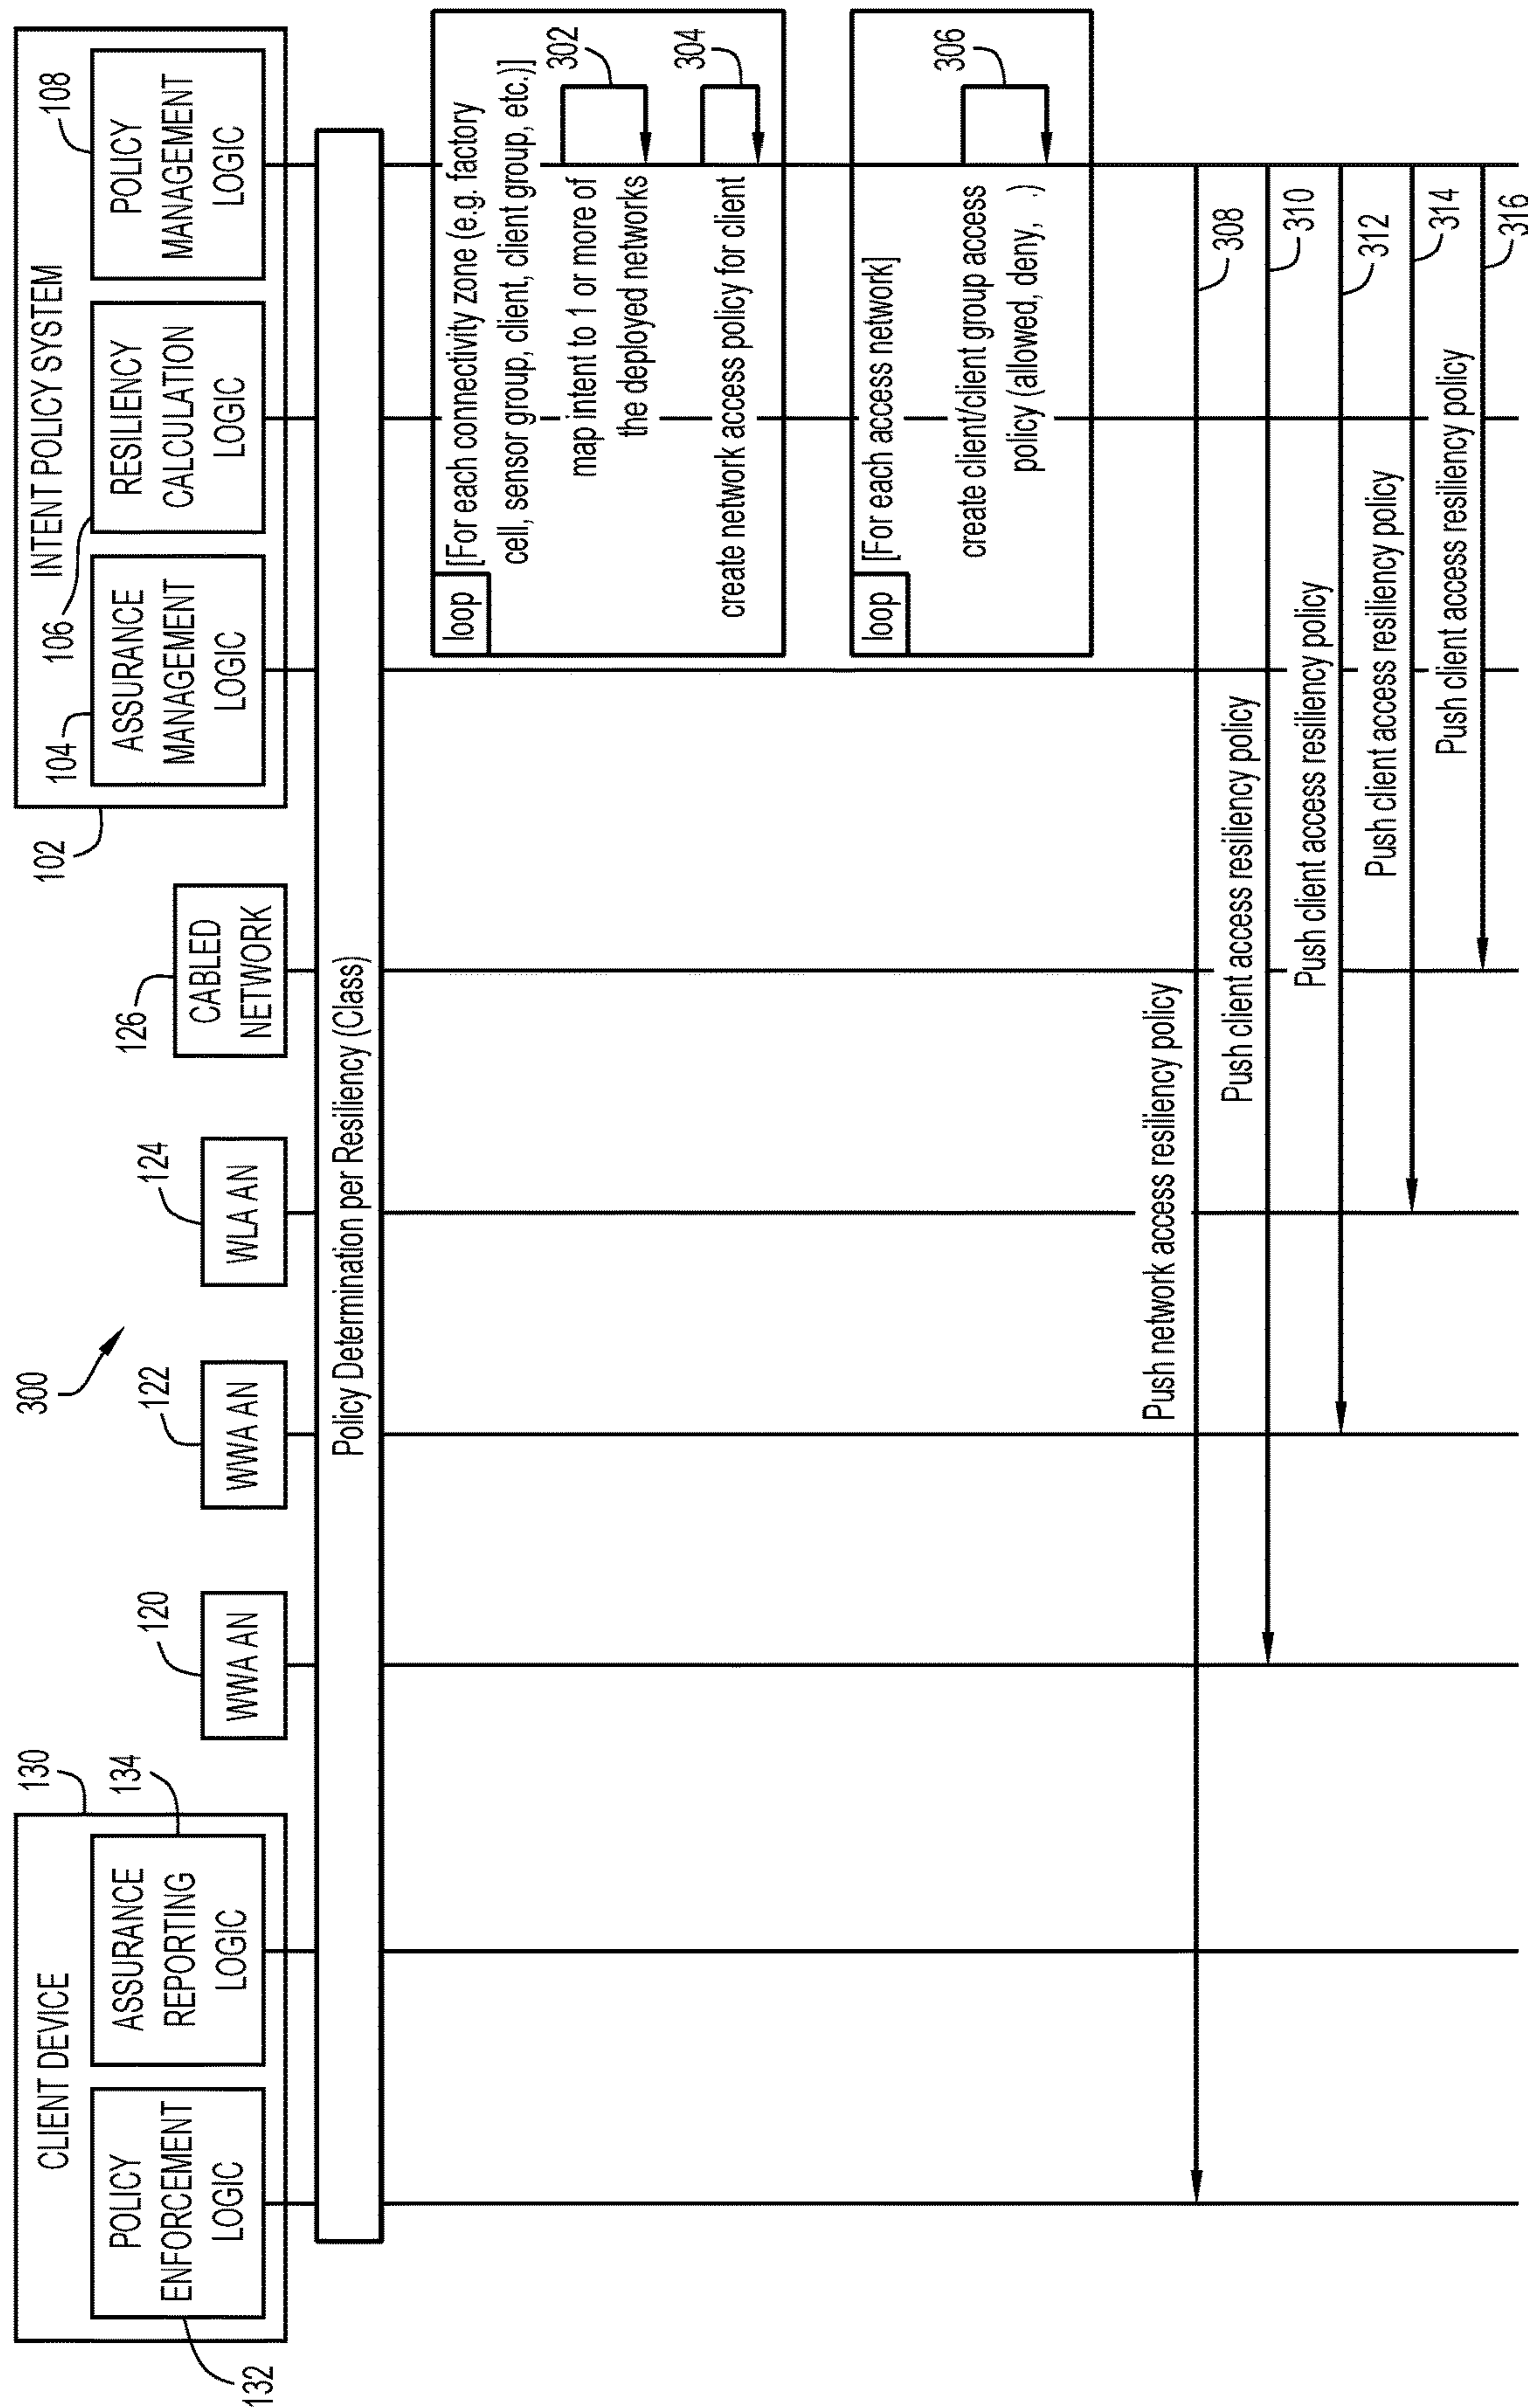 300
CLIENT DEVICE
130
POLICY
ENFORCEMENT
LOGIC
132
ASSURANCE
REPORTING
LOGIC
134
WWA AN
120
WWA AN
122
WLA AN
124
CABLED
NETWORK
126
INTENT POLICY SYSTEM
102
ASSURANCE
MANAGEMENT
LOGIC
104
RESILIENCY
CALCULATION
LOGIC
106
POLICY
MANAGEMENT
LOGIC
108
Policy Determination per Resiliency (Class)
loop
[For each connectivity zone (e.g. factory
cell, sensor group, client, client group, etc.)]
map intent to 1 or more of
the deployed networks
302
create network access policy for client
304
loop
[For each access network]
create client/client group access
policy (allowed, deny, .)
306
Push network access resiliency policy
308
Push client access resiliency policy
310
Push client access resiliency policy
312
Push client access resiliency policy
314
Push client access resiliency policy
316